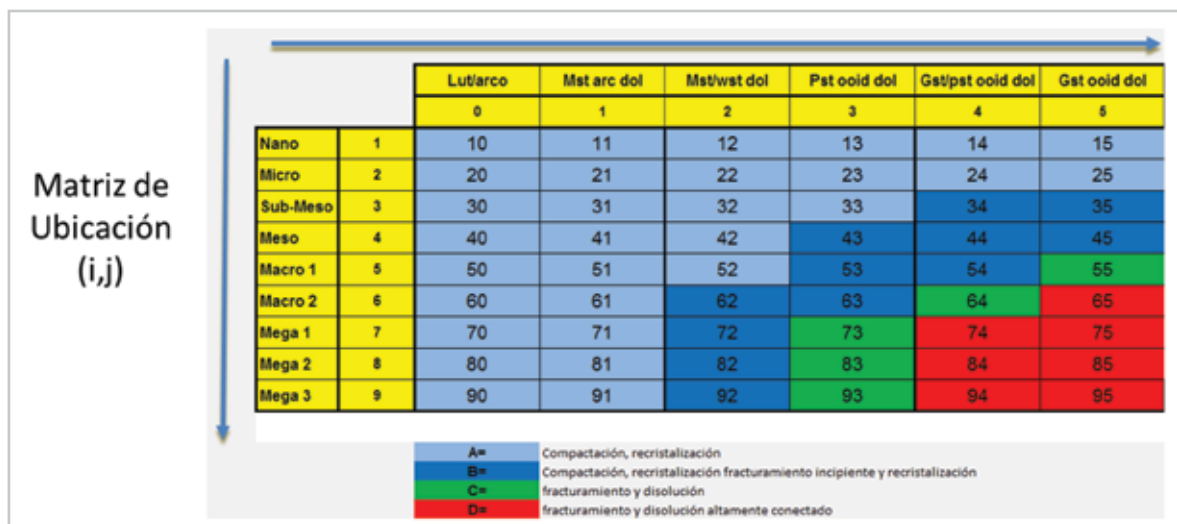 Matriz de
Ubicación
(i,j)
Lut/arco Mst arc dol Mst/wst dol Pst ooid dol Gst/pst ooid dol Gst ooid dol
0 1 2 3 4 5
Nano 1 10 11 12 13 14 15
Micro 2 20 21 22 23 24 25
Sub-Meso 3 30 31 32 33 34 35
Meso 4 40 41 42 43 44 45
Macro 1 5 50 51 52 53 54 55
Macro 2 6 60 61 62 63 64 65
Mega 1 7 70 71 72 73 74 75
Mega 2 8 80 81 82 83 84 85
Mega 3 9 90 91 92 93 94 95
A= Compactación, recristalización
B= Compactación, recristalización fracturamiento incipiente y recristalización
C= fracturamiento y disolución
D= fracturamiento y disolución altamente conectado